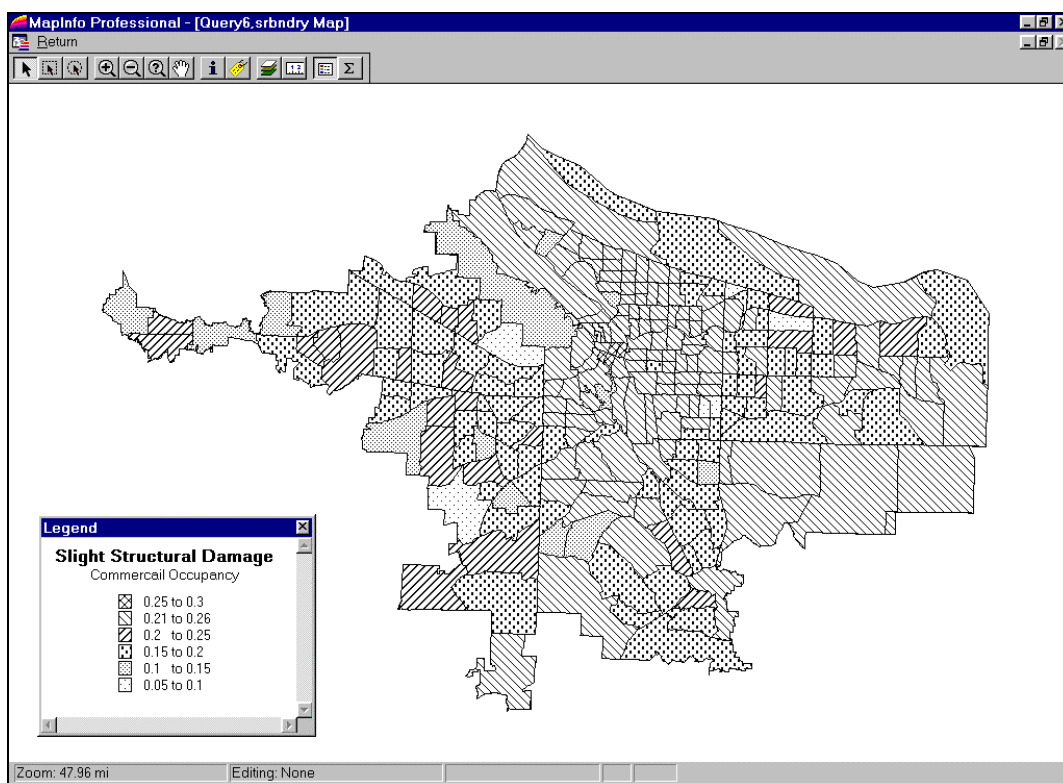 MapInfo Professional - [Query6,srbndry Map]
Return
Legend
Slight Structural Damage
Commercail Occupancy
0.25 to 0.3
0.21 to 0.26
0.2 to 0.25
0.15 to 0.2
0.1 to 0.15
0.05 to 0.1
Zoom: 47.96 mi Editing: None